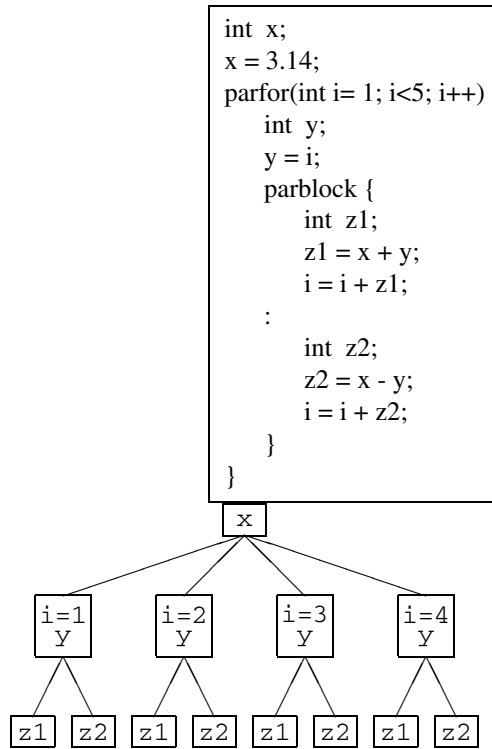 int x;
x = 3.14;
parfor(int i= 1; i<5; i++)
int y;
y = i;
parblock {
int z1;
z1 = x + y;
i = i + z1;
:
int z2;
z2 = x - y;
i = i + z2;
}
}
x
i=1 i=2 i=3 i=4
y y y y
z1 z2 z1 z2 z1 z2 z1 z2